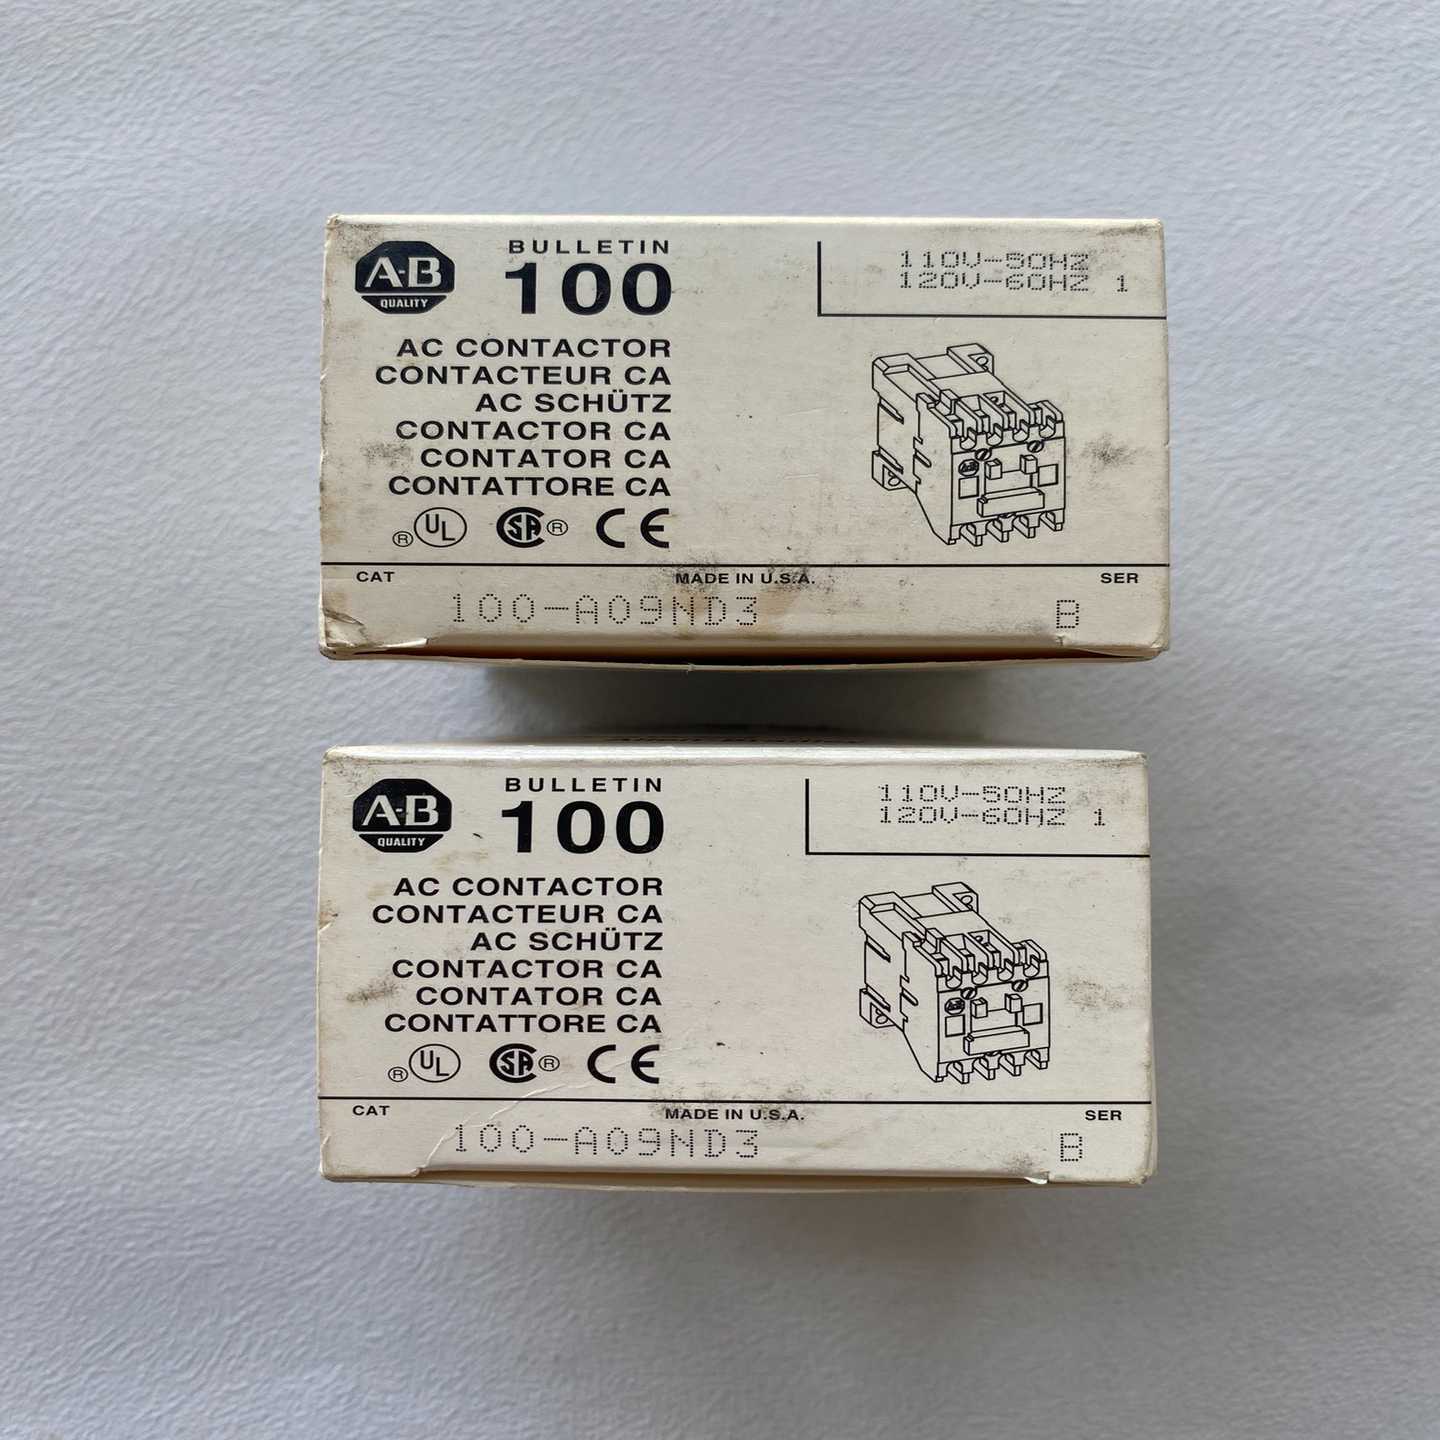 A-B
QUALITY
BULLETIN
100
110V-50HZ
120V-60HZ 1
AC CONTACTOR
CONTACTEUR CA
AC SCHÜTZ
CONTACTOR CA
CONTATOR CA
CONTATTORE CA
® UL SA ® CE
CAT MADE IN U.S.A. SER
100-A09ND3 B
A-B
QUALITY
BULLETIN
100
110V-50HZ
120V-60HZ 1
AC CONTACTOR
CONTACTEUR CA
AC SCHÜTZ
CONTACTOR CA
CONTATOR CA
CONTATTORE CA
® UL SA ® CE
CAT MADE IN U.S.A. SER
100-A09ND3 B